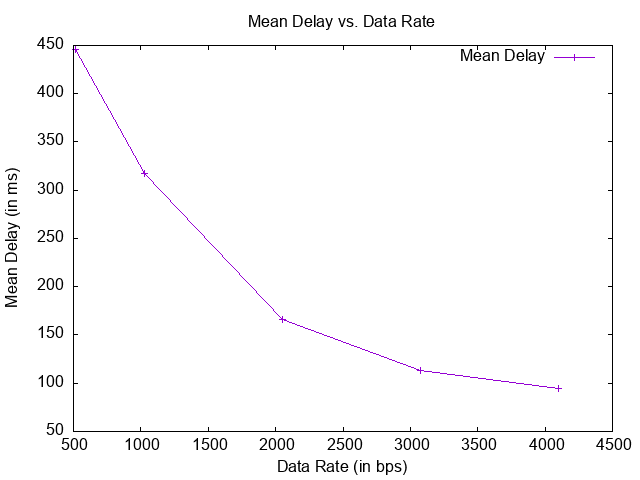 Mean Delay vs. Data Rate
Mean Delay
450
400
350
300
250
200
150
100
50
Mean Delay (in ms)
500 1000 1500 2000 2500 3000 3500 4000 4500
Data Rate (in bps)